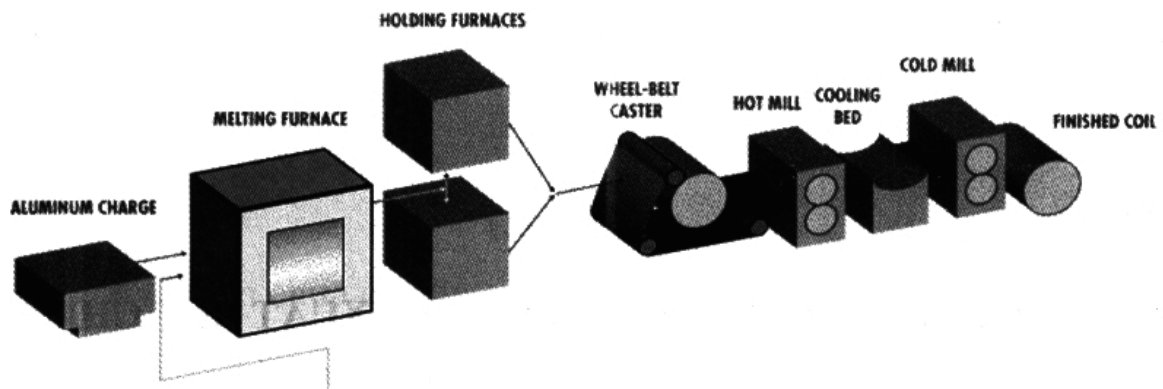 HOLDING FURNACES
COLD MILL
WHEEL-BELT
CASTER
HOT MILL
COOLING
BED
MELTING FURNACE
FINISHED COIL
ALUMINUM CHARGE